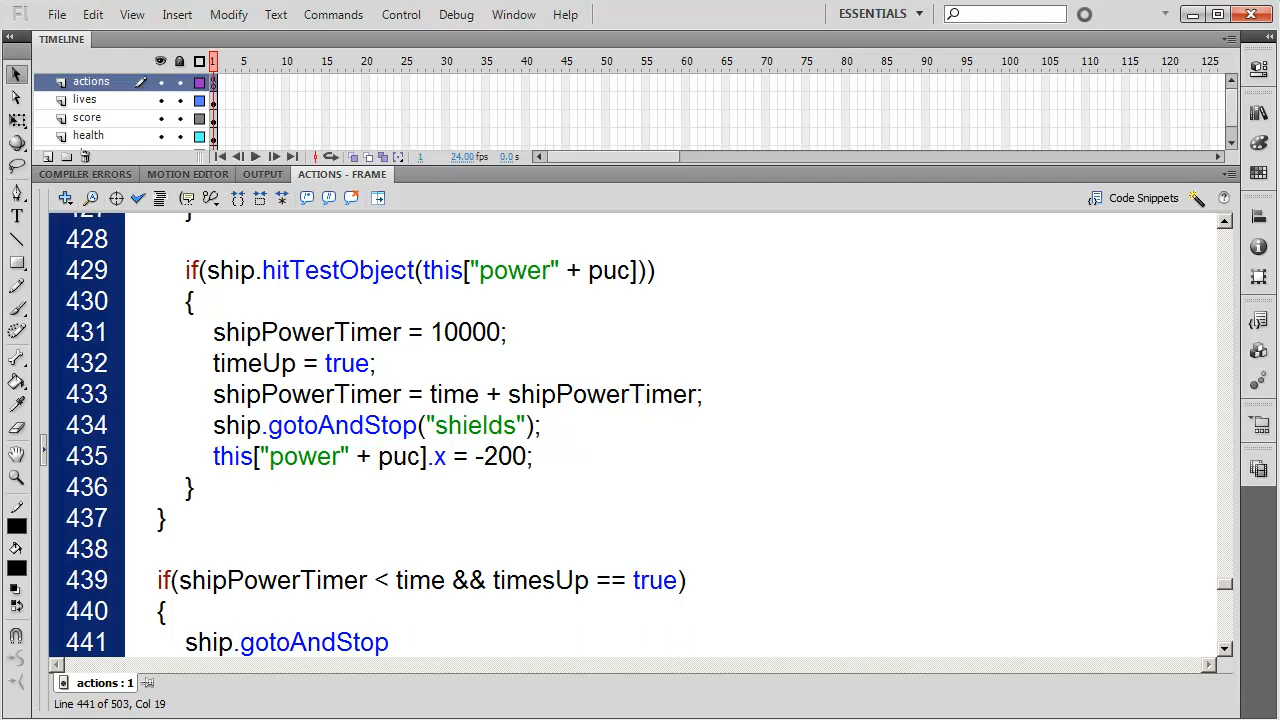 Fl File Edit View Insert Modify Text Commands Control Debug Window Help ESSENTIALS
TIMELINE
1 5 10 15 20 25 30 35 40 45 50 55 60 65 70 75 80 85 90 95 100 105 110 115 120 125
actions
lives
score
health
1 24.00fps 0.0s
COMPILER ERRORS MOTION EDITOR OUTPUT ACTIONS - FRAME
Code Snippets
427 }
428
429 if(ship.hitTestObject(this["power" + puc]))
430 {
431 shipPowerTimer = 10000;
432 timeUp = true;
433 shipPowerTimer = time + shipPowerTimer;
434 ship.gotoAndStop("shields");
435 this["power" + puc].x = -200;
436 }
437 }
438
439 if(shipPowerTimer < time && timesUp == true)
440 {
441 ship.gotoAndStop
actions : 1
Line 441 of 503, Col 19